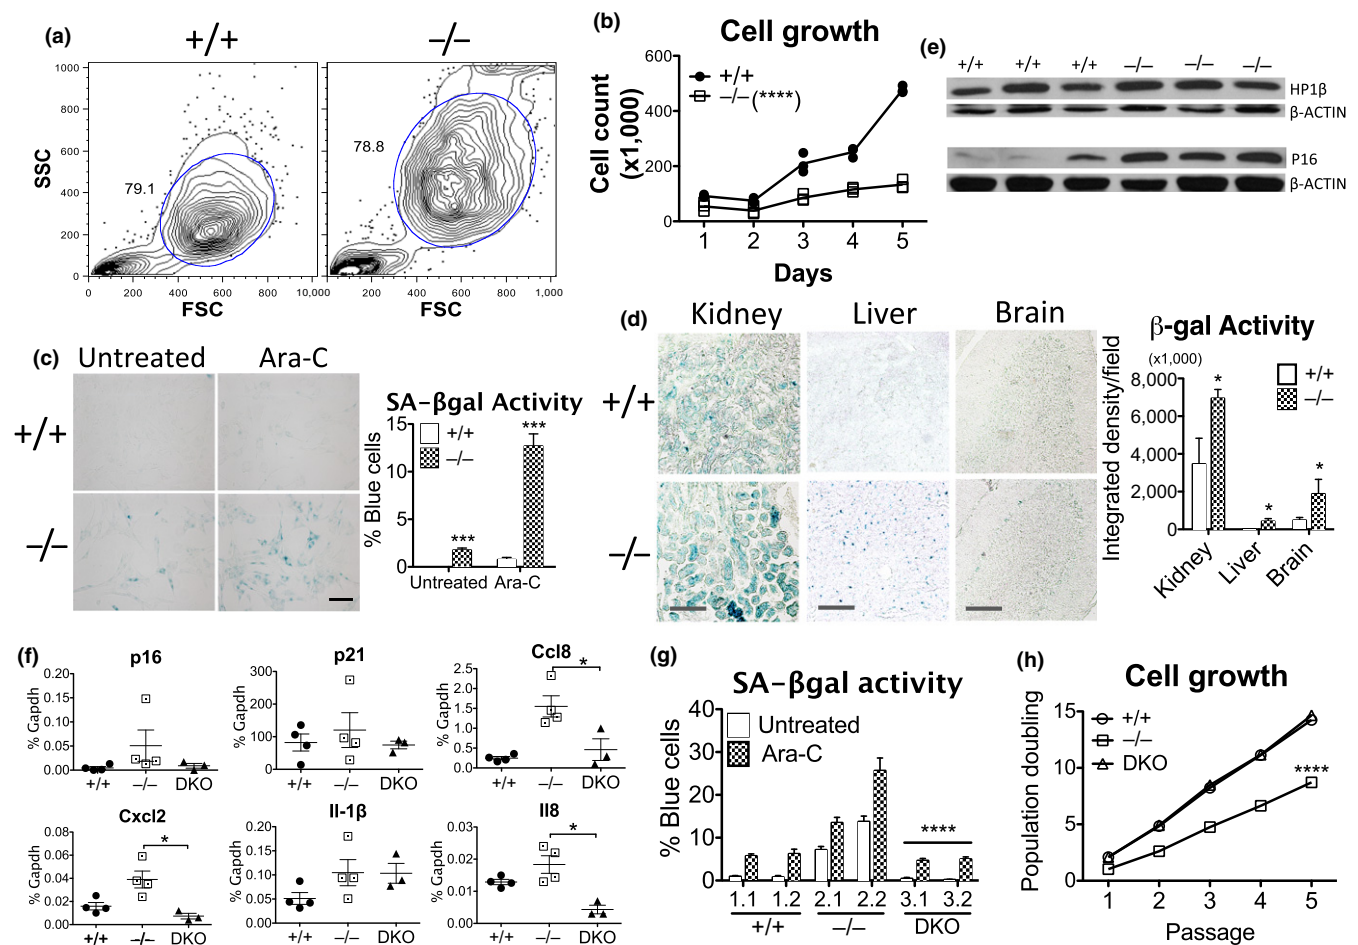 (a)
+/+
–/–
1000
800
600
400
200
0
SSC
79.1
78.8
0 200 400 600 800 10,000
200 400 600 800 1,000
FSC
FSC
(b)
Cell growth
600
400
200
0
Cell count
(x1,000)
+/+
–/– (****)
1 2 3 4 5
Days
(e)
+/+ +/+ +/+ –/– –/– –/–
HP1β
β-ACTIN
P16
β-ACTIN
(c)
Untreated Ara-C
+/+
–/–
SA–βgal Activity
15
10
5
0
% Blue cells
+/+
–/–
***
***
Untreated Ara-C
(d)
Kidney Liver Brain
+/+
–/–
β-gal Activity
(x1,000)
8,000
6,000
4,000
2,000
0
Integrated density/field
+/+
–/–
*
*
*
Kidney
Liver
Brain
(f)
p16
0.20
0.15
0.10
0.05
0.00
% Gapdh
+/+ –/– DKO
p21
300
200
100
0
% Gapdh
+/+ –/– DKO
Ccl8
2.5
2.0
1.5
1.0
0.5
0.0
% Gapdh
*
+/+ –/– DKO
Cxcl2
0.08
0.06
0.04
0.02
0.00
% Gapdh
*
+/+ –/– DKO
Il-1β
0.20
0.15
0.10
0.05
0.00
% Gapdh
+/+ –/– DKO
Il8
0.03
0.02
0.01
0.00
% Gapdh
*
+/+ –/– DKO
(g)
SA–βgal activity
40
30
20
10
0
% Blue cells
Untreated
Ara-C
****
1.1 1.2 2.1 2.2 3.1 3.2
+/+ –/– DKO
(h)
Cell growth
15
10
5
0
Population doubling
+/+
–/–
DKO
****
1 2 3 4 5
Passage